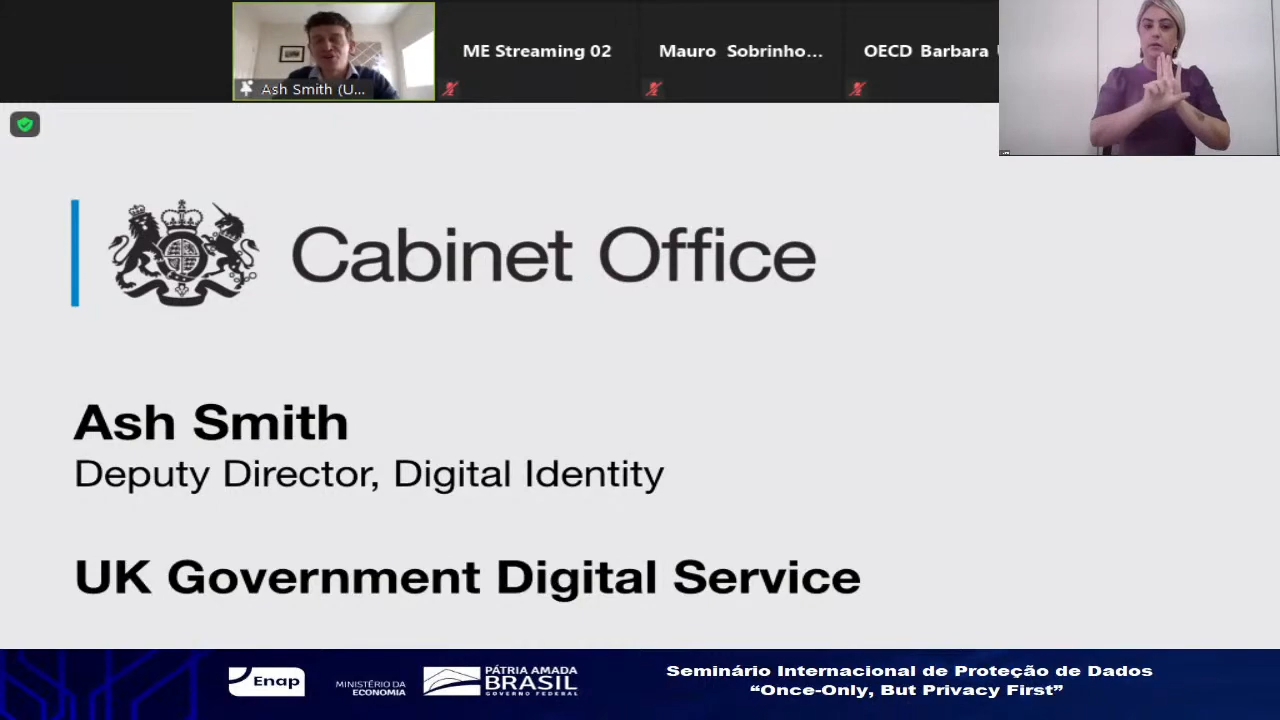 ME Streaming 02
Mauro Sobrinho...
OECD Barbara
Ash Smith (U...
Cabinet Office
Ash Smith
Deputy Director, Digital Identity
UK Government Digital Service
Enap
MINISTÉRIO DA
ECONOMIA
PÁTRIA AMADA
BRASIL
GOVERNO FEDERAL
Seminário Internacional de Proteção de Dados
“Once-Only, But Privacy First”